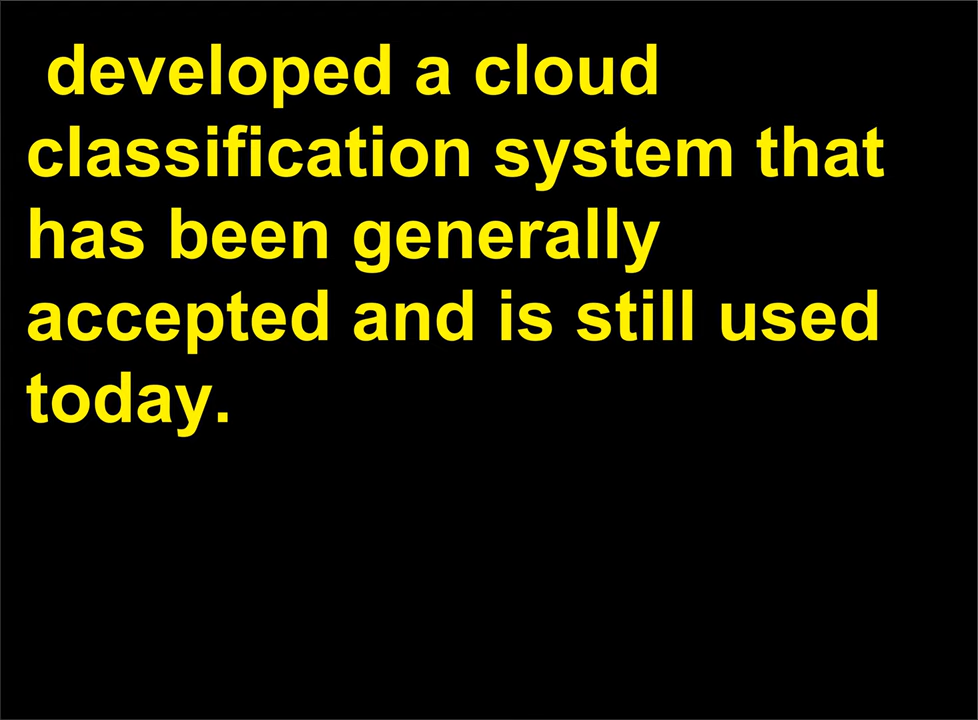 developed a cloud
classification system that
has been generally
accepted and is still used
today.